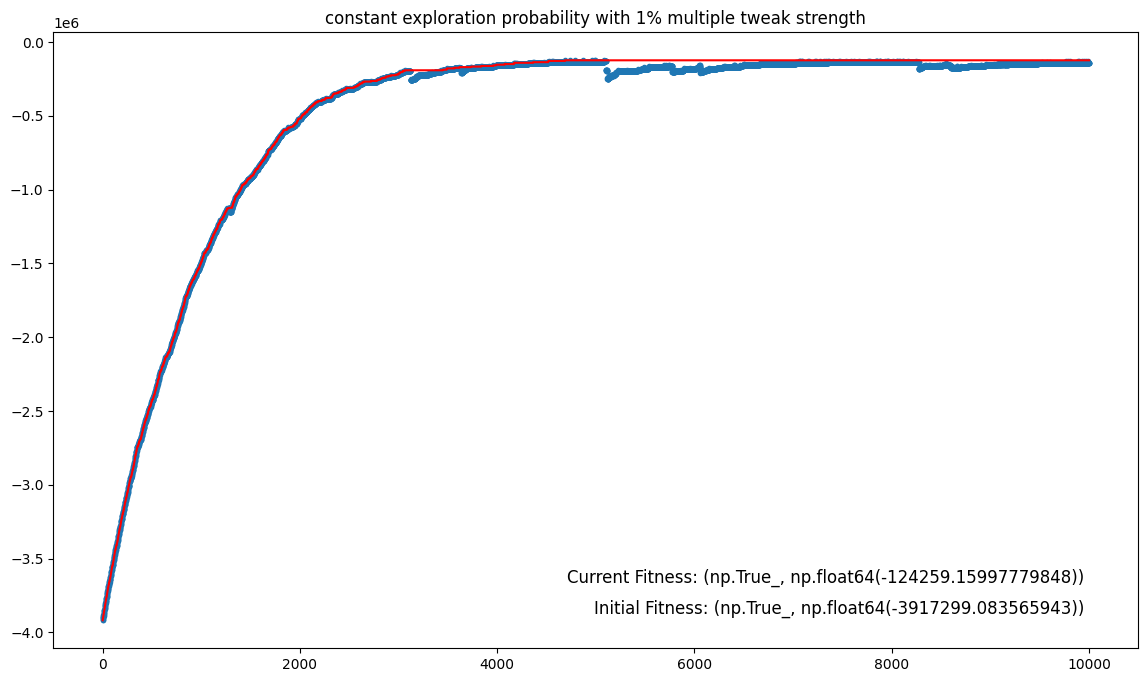 constant exploration probability with 1% multiple tweak strength
1e6
0.0
−0.5
−1.0
−1.5
−2.0
−2.5
−3.0
−3.5
−4.0
Current Fitness: (np.True_, np.float64(-124259.15997779848))
Initial Fitness: (np.True_, np.float64(-3917299.083565943))
0 2000 4000 6000 8000 10000